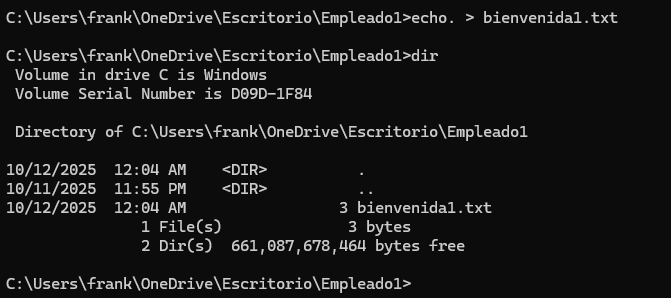 C:\Users\frank\OneDrive\Escritorio\Empleado1>echo. > bienvenida1.txt
C:\Users\frank\OneDrive\Escritorio\Empleado1>dir
Volume in drive C is Windows
Volume Serial Number is D09D-1F84
Directory of C:\Users\frank\OneDrive\Escritorio\Empleado1
10/12/2025  12:04 AM    <DIR>          .
10/11/2025  11:55 PM    <DIR>          ..
10/12/2025  12:04 AM                 3 bienvenida1.txt
1 File(s)              3 bytes
2 Dir(s)  661,087,678,464 bytes free
C:\Users\frank\OneDrive\Escritorio\Empleado1>